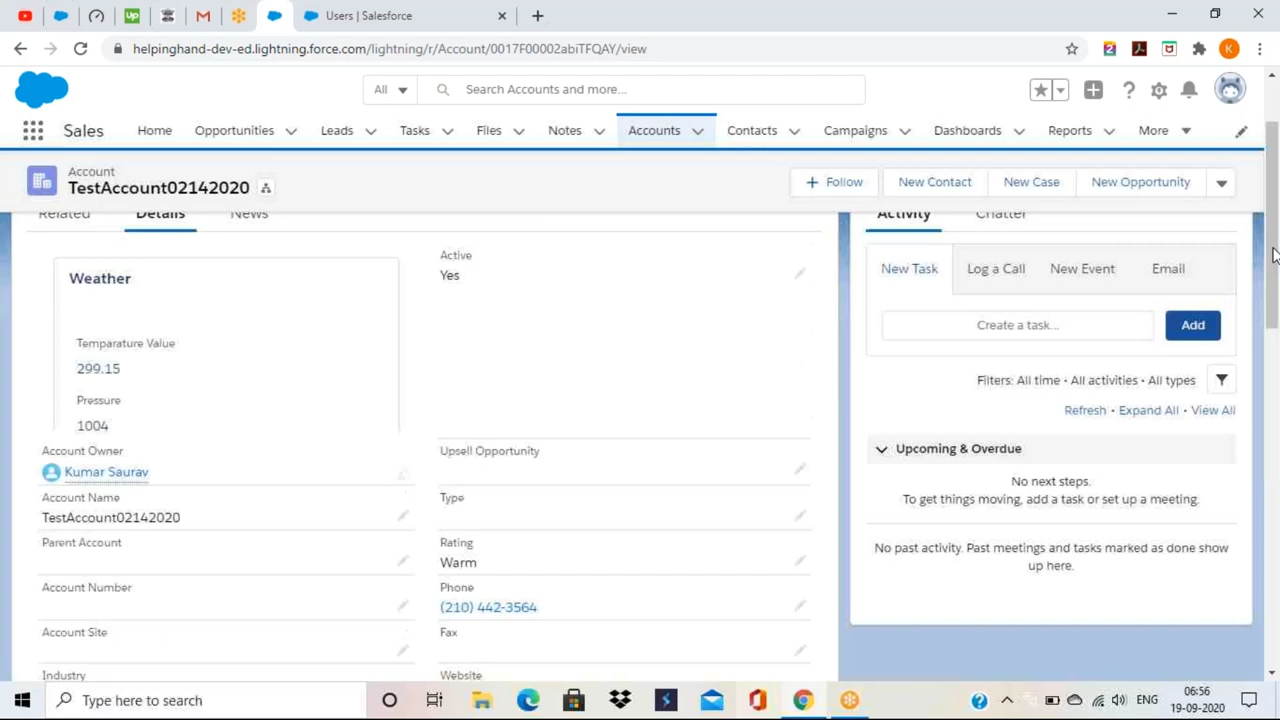 Users | Salesforce
helpinghand-dev-ed.lightning.force.com/lightning/r/Account/0017F00002abiTFQAY/view
K
All
Search Accounts and more...
Sales
Home
Opportunities
Leads
Tasks
Files
Notes
Accounts
Contacts
Campaigns
Dashboards
Reports
More
Account
TestAccount02142020
Follow
New Contact
New Case
New Opportunity
Related
Details
News
Weather
Temparature Value
299.15
Pressure
1004
Active
Yes
Account Owner
Kumar Saurav
Upsell Opportunity
Account Name
TestAccount02142020
Type
Parent Account
Rating
Warm
Account Number
Phone
(210) 442-3564
Account Site
Fax
Industry
Website
Activity
Chatter
New Task
Log a Call
New Event
Email
Create a task...
Add
Filters: All time • All activities • All types
Refresh • Expand All • View All
Upcoming & Overdue
No next steps.
To get things moving, add a task or set up a meeting.
No past activity. Past meetings and tasks marked as done show
up here.
Type here to search
ENG
06:56
19-09-2020